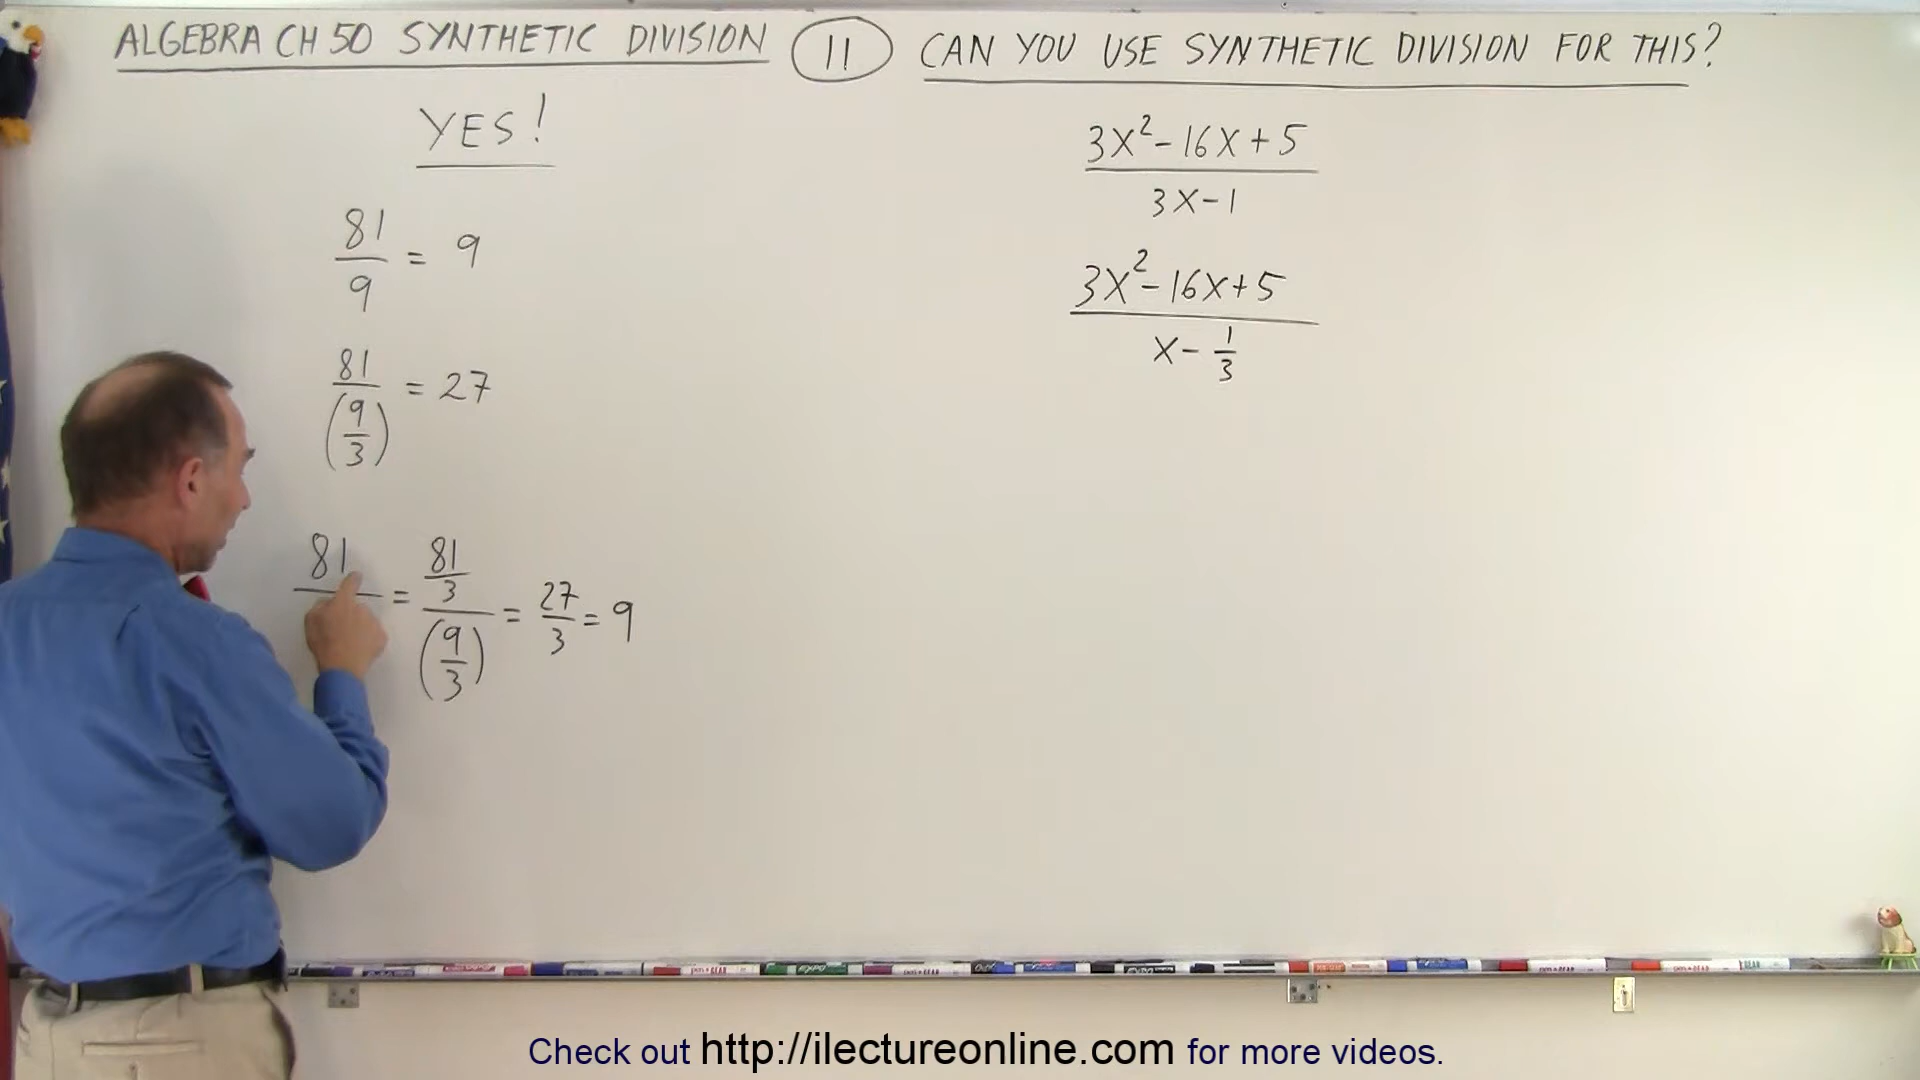 ALGEBRA CH 50 SYNTHETIC DIVISION 11 CAN YOU USE SYNTHETIC DIVISION FOR THIS?
YES!
81
9
= 9
81
(9/3)
= 27
81
=
81/3
(9/3)
= 27/3 = 9
3X²-16X+5
3X-1
3X²-16X+5
X-1/3
Check out http://ilectureonline.com for more videos.